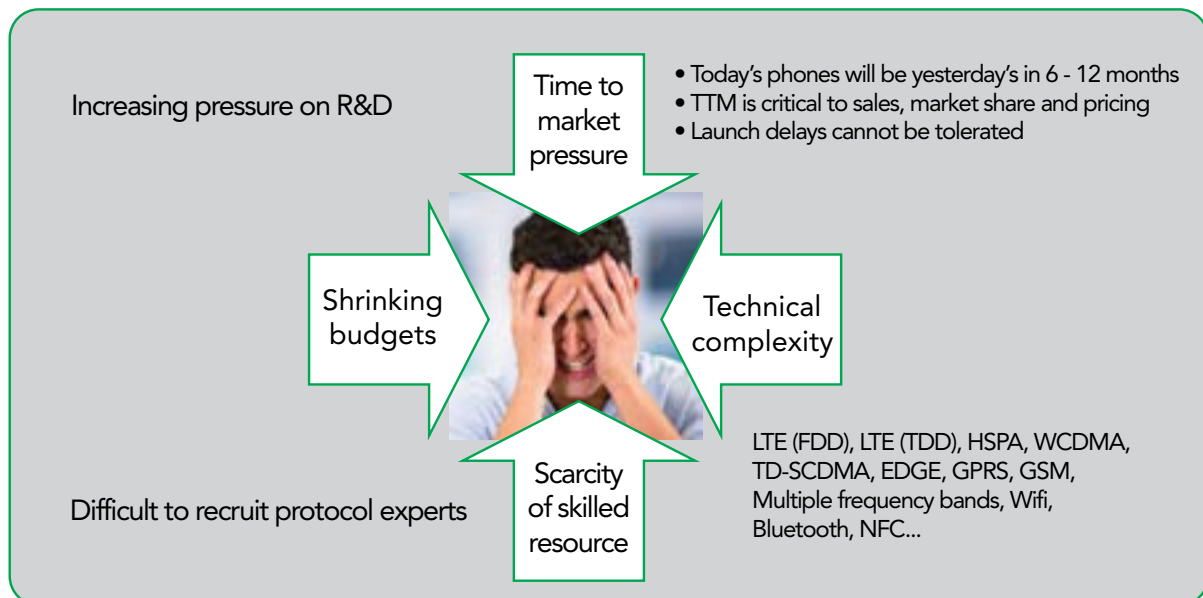 Increasing pressure on R&D
Time to
market
pressure
• Today's phones will be yesterday's in 6 - 12 months
• TTM is critical to sales, market share and pricing
• Launch delays cannot be tolerated
Shrinking
budgets
Technical
complexity
Difficult to recruit protocol experts
Scarcity
of skilled
resource
LTE (FDD), LTE (TDD), HSPA, WCDMA,
TD-SCDMA, EDGE, GPRS, GSM,
Multiple frequency bands, Wifi,
Bluetooth, NFC...